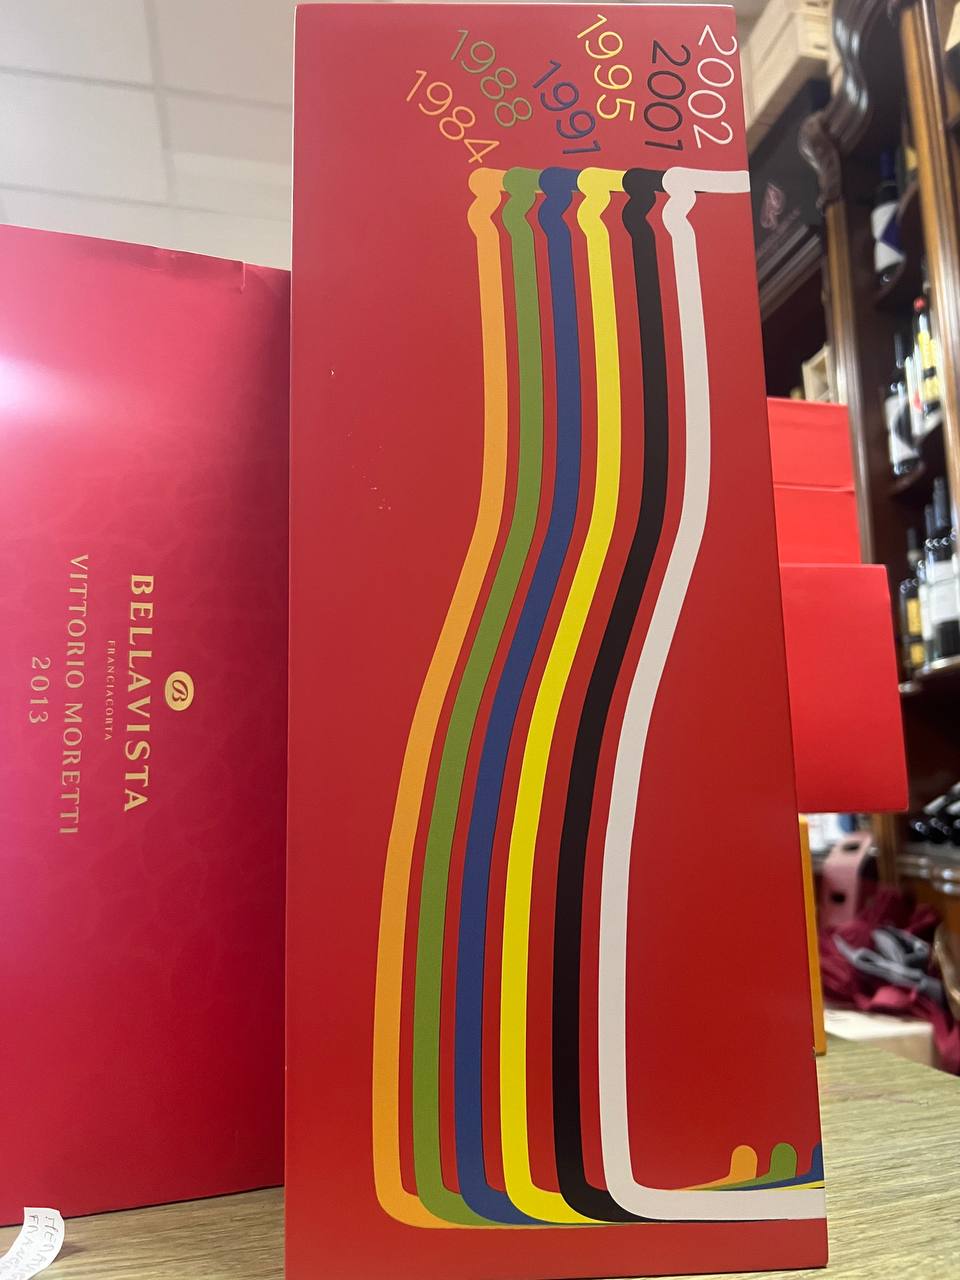 1984
1988
1991
1995
2001
2002
B
BELLAVISTA
FRANCIACORTA
VITTORIO MORETTI
2013